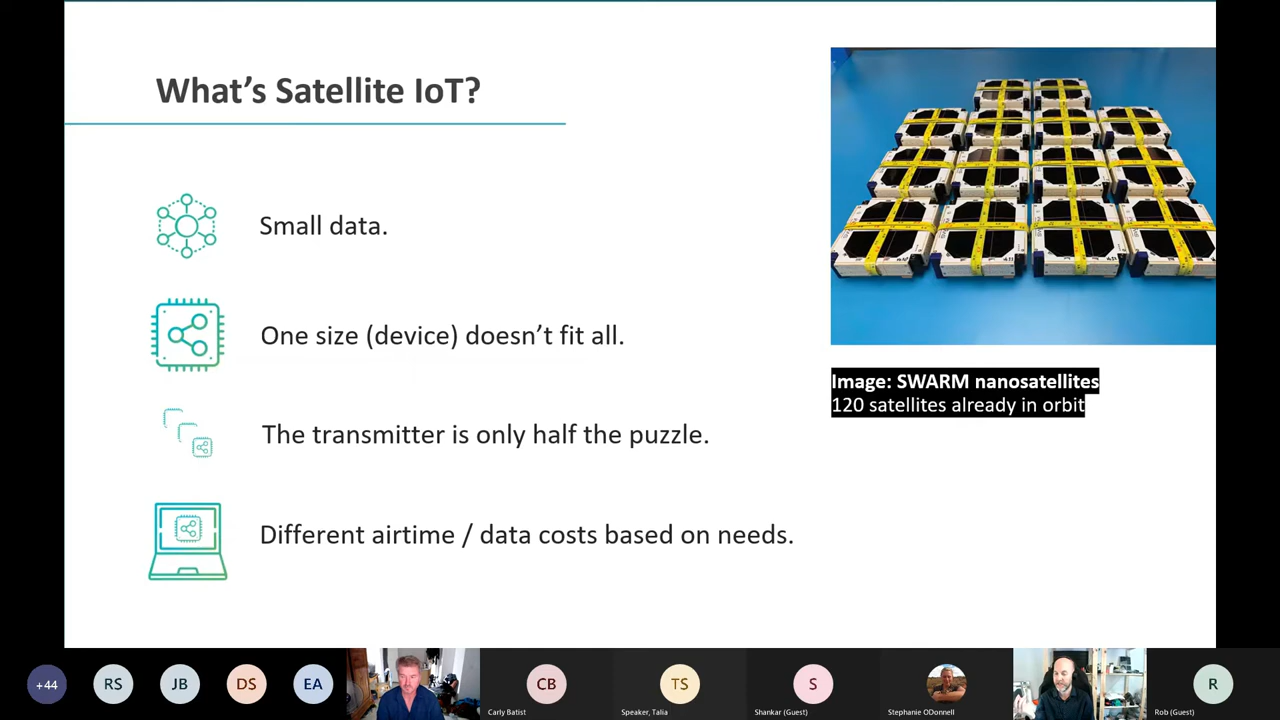 What's Satellite IoT?
Small data.
One size (device) doesn't fit all.
The transmitter is only half the puzzle.
Different airtime / data costs based on needs.
Image: SWARM nanosatellites
120 satellites already in orbit
+44
RS
JB
DS
EA
CB
Carly Batist
TS
Speaker, Talia
S
Shankar (Guest)
Stephanie ODonnell
R
Rob (Guest)